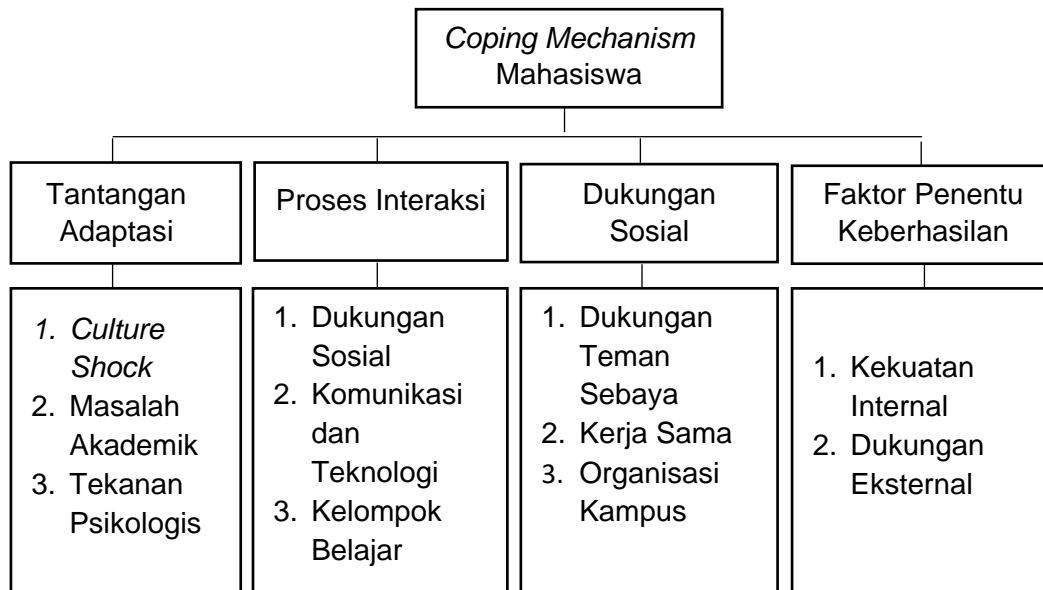 Coping Mechanism
Mahasiswa
Tantangan
Adaptasi
Proses Interaksi
Dukungan
Sosial
Faktor Penentu
Keberhasilan
1. Culture
Shock
2. Masalah
Akademik
3. Tekanan
Psikologis
1. Dukungan
Sosial
2. Komunikasi
dan
Teknologi
3. Kelompok
Belajar
1. Dukungan
Teman
Sebaya
2. Kerja Sama
3. Organisasi
Kampus
1. Kekuatan
Internal
2. Dukungan
Eksternal